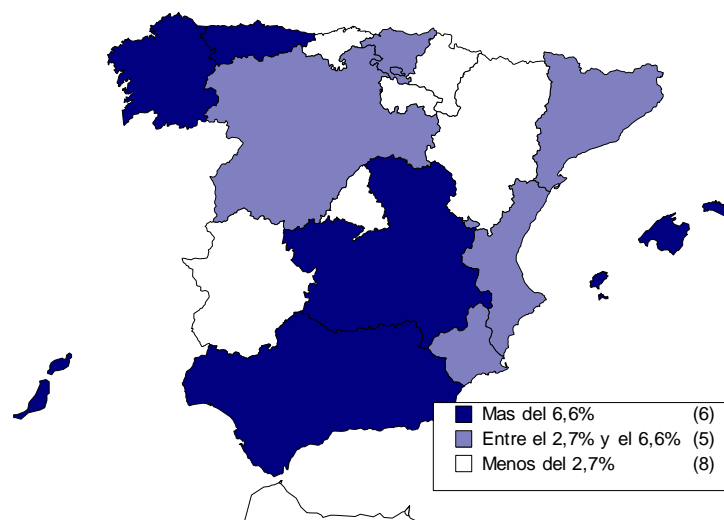 Mas del 6,6% (6)
Entre el 2,7% y el 6,6% (5)
Menos del 2,7% (8)